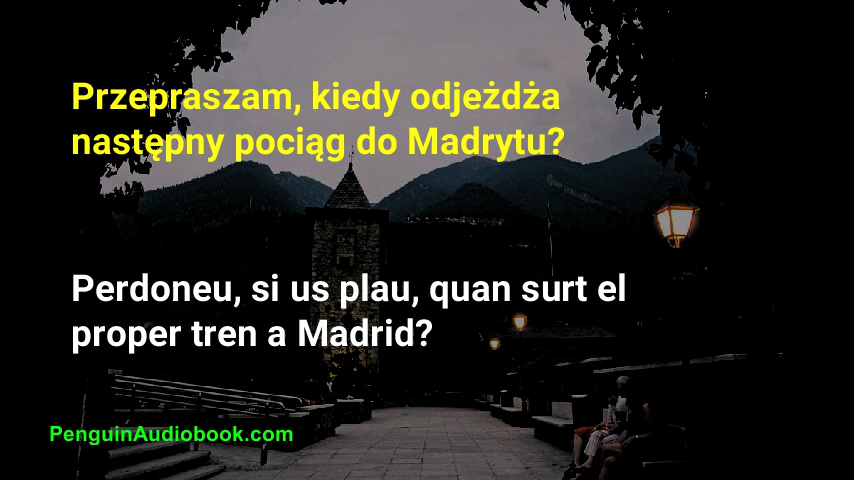 Przepraszam, kiedy odjeżdża
następny pociąg do Madrytu?
Perdoneu, si us plau, quan surt el
proper tren a Madrid?
PenguinAudiobook.com